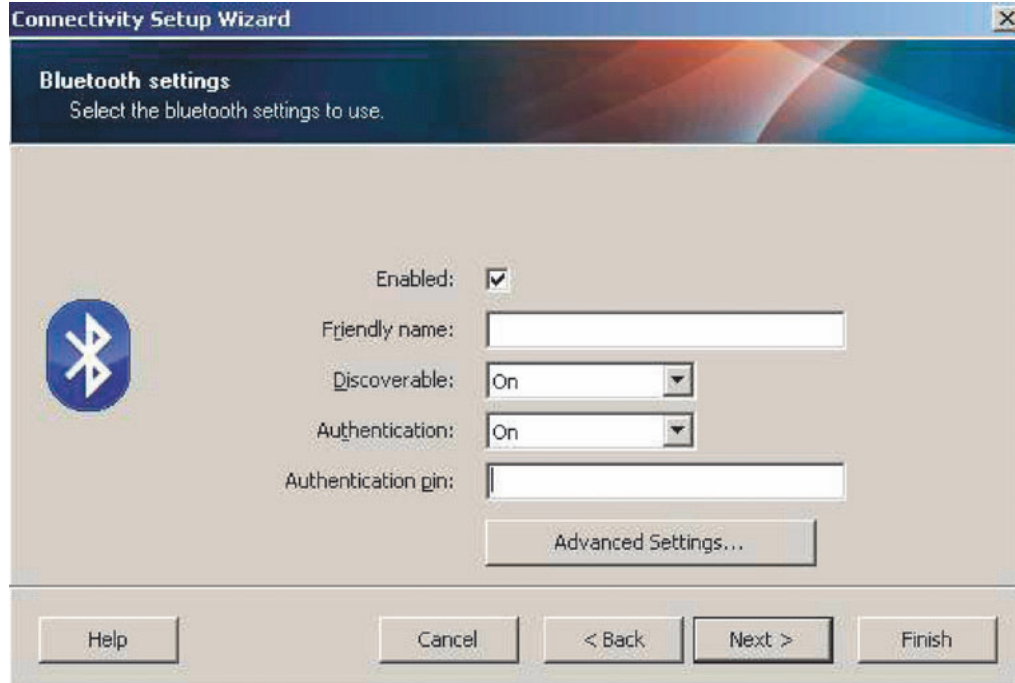 Connectivity Setup Wizard
Bluetooth settings
Select the bluetooth settings to use.
Enabled:
Friendly name:
Discoverable: On
Authentication: On
Authentication pin:
Advanced Settings...
Help Cancel < Back Next > Finish